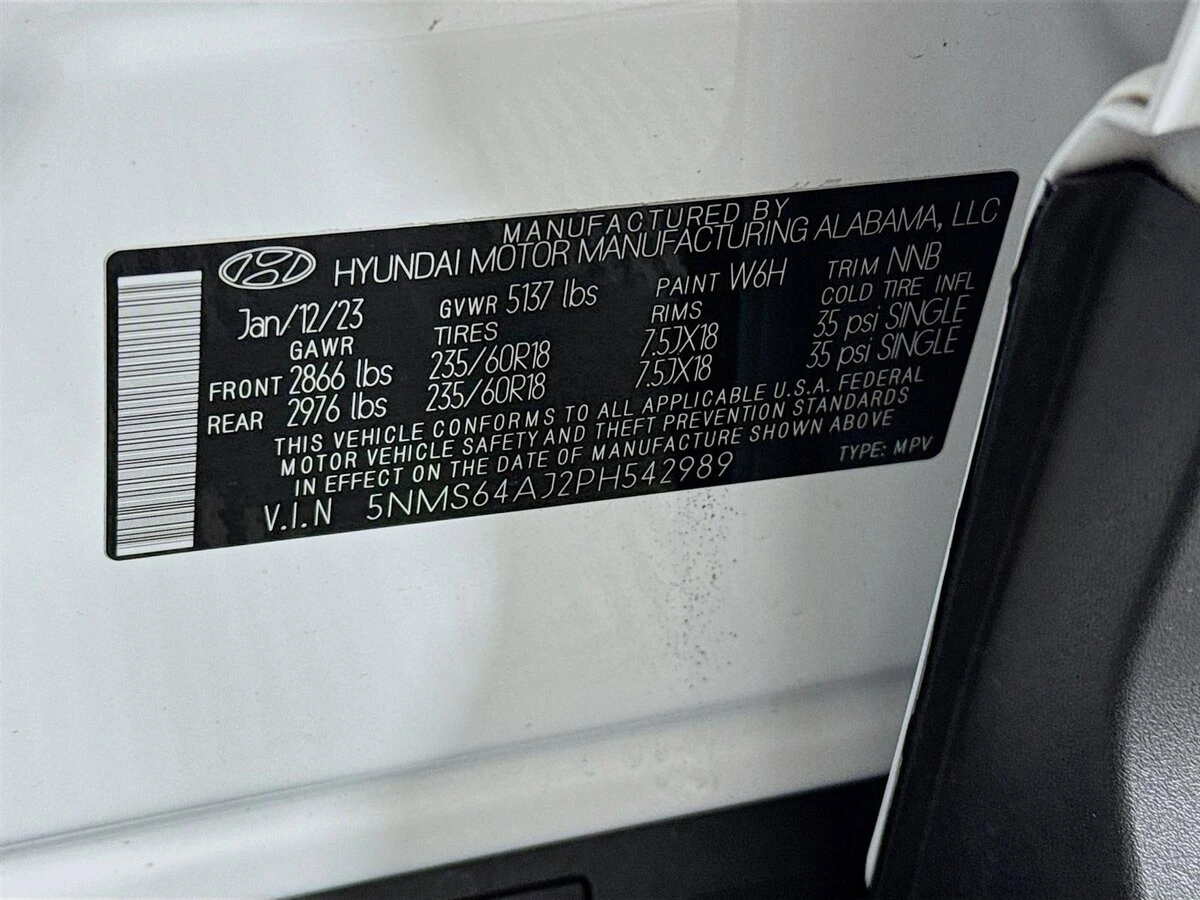 MANUFACTURED BY
HYUNDAI MOTOR MANUFACTURING ALABAMA, LLC
Jan/12/23 GVWR 5137 lbs PAINT W6H TRIM NNB
GAWR TIRES RIMS COLD TIRE INFL
FRONT 2866 lbs 235/60R18 7.5JX18 35 psi SINGLE
REAR 2976 lbs 235/60R18 7.5JX18 35 psi SINGLE
THIS VEHICLE CONFORMS TO ALL APPLICABLE U.S.A. FEDERAL
MOTOR VEHICLE SAFETY AND THEFT PREVENTION STANDARDS
IN EFFECT ON THE DATE OF MANUFACTURE SHOWN ABOVE
V.I.N 5NMS64AJ2PH542989 TYPE: MPV